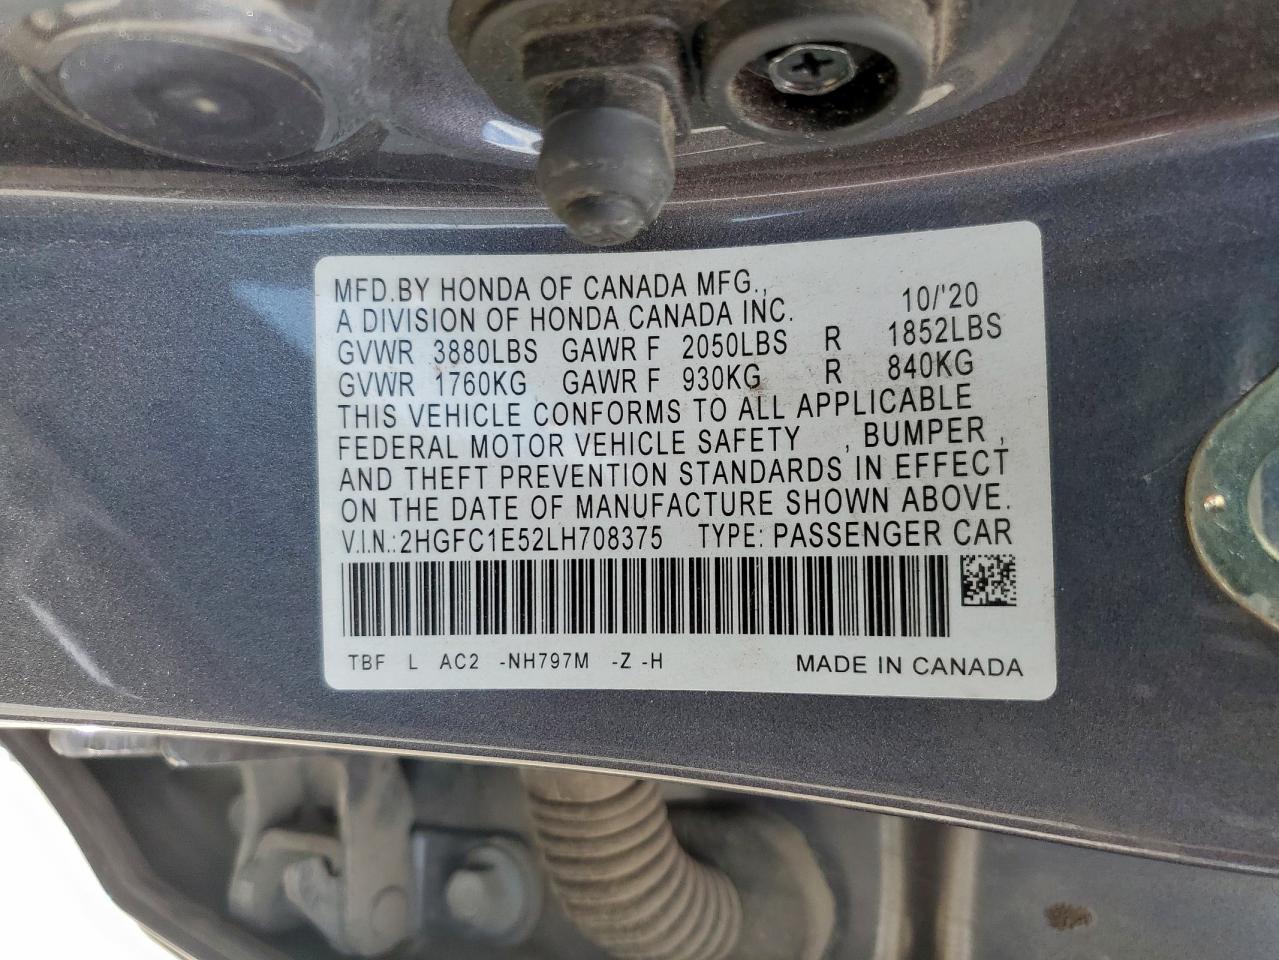 MFD.BY HONDA OF CANADA MFG.,
A DIVISION OF HONDA CANADA INC. 10/'20
GVWR 3880LBS GAWR F 2050LBS R 1852LBS
GVWR 1760KG GAWR F 930KG R 840KG
THIS VEHICLE CONFORMS TO ALL APPLICABLE
FEDERAL MOTOR VEHICLE SAFETY , BUMPER ,
AND THEFT PREVENTION STANDARDS IN EFFECT
ON THE DATE OF MANUFACTURE SHOWN ABOVE.
V.I.N.:2HGFC1E52LH708375 TYPE: PASSENGER CAR
TBF L AC2 -NH797M -Z -H MADE IN CANADA